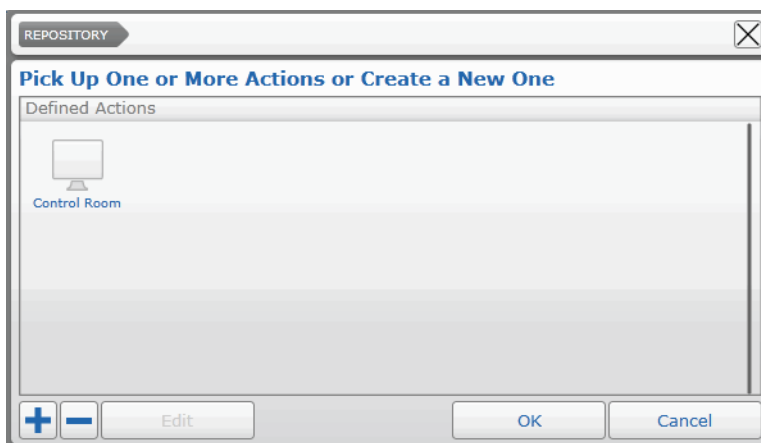 REPOSITORY
Pick Up One or More Actions or Create a New One
Defined Actions
Control Room
Edit
OK
Cancel